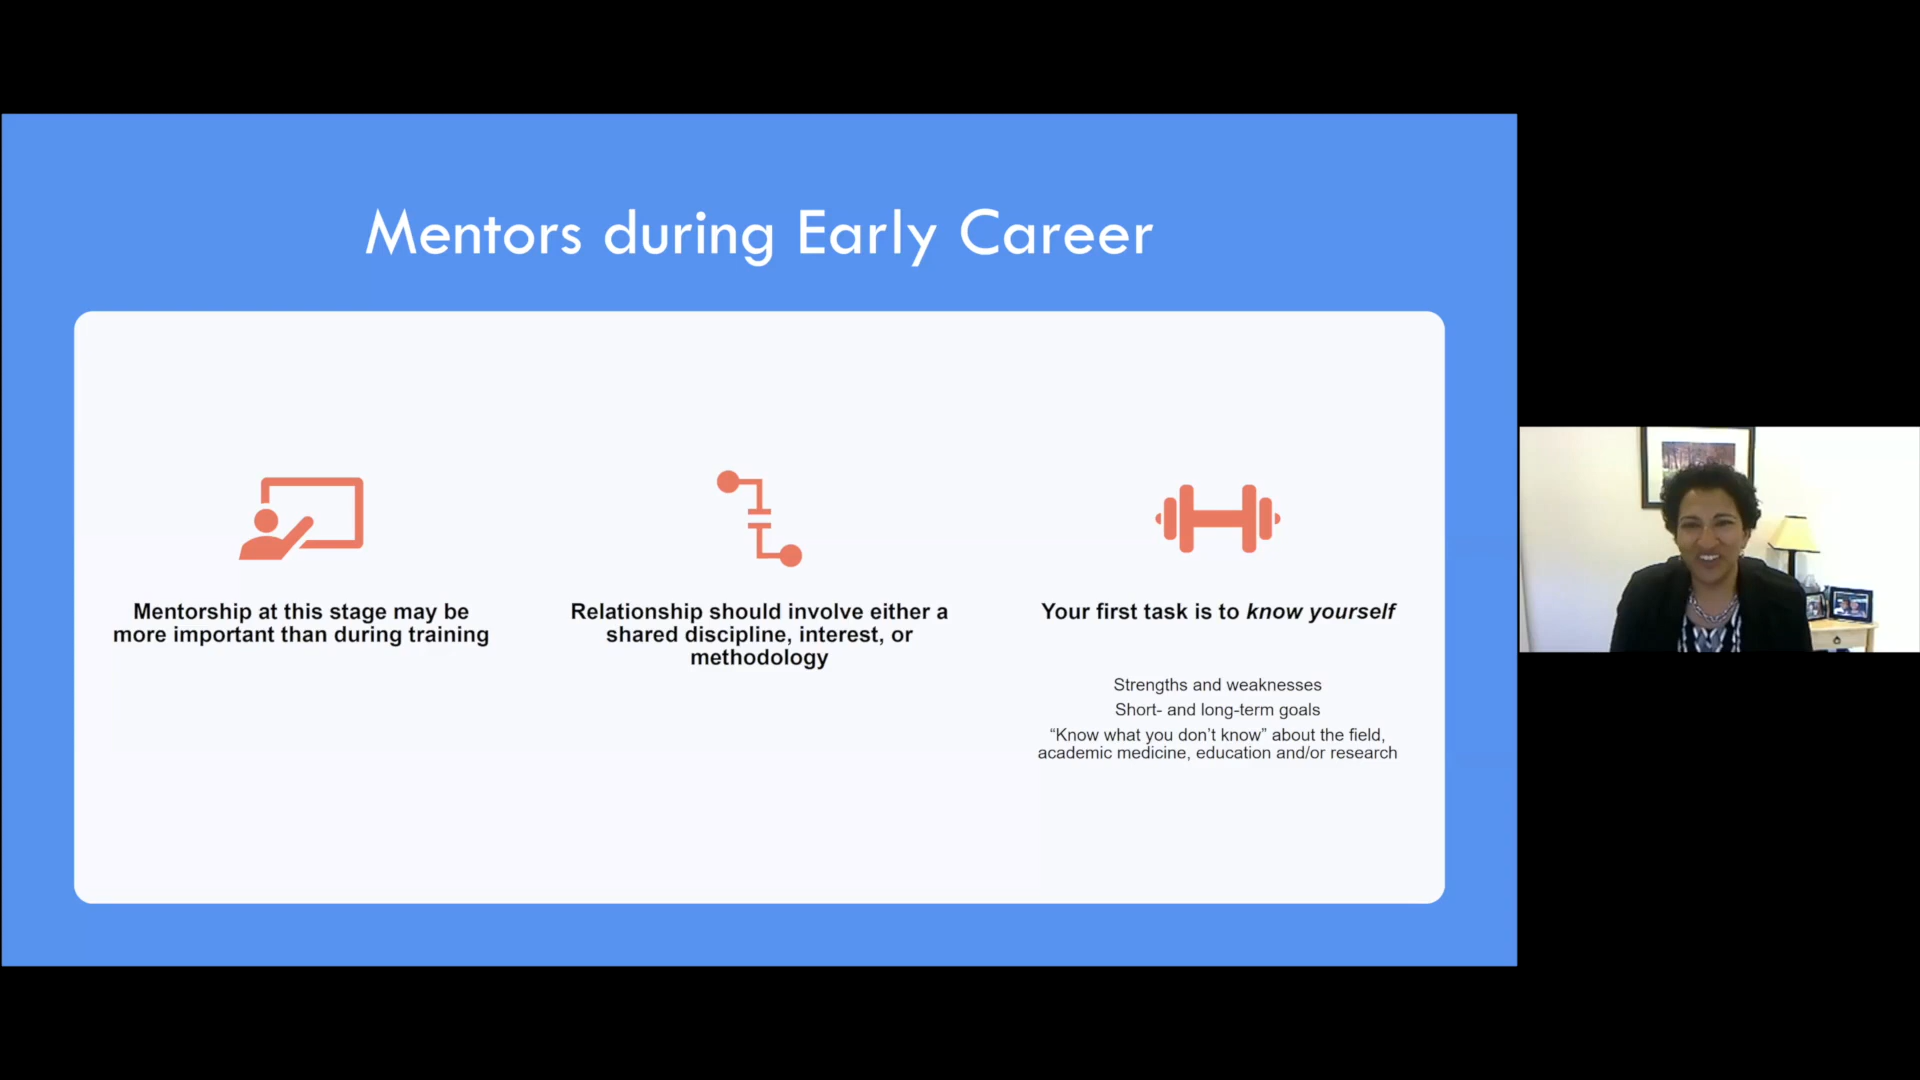 Mentors during Early Career
Mentorship at this stage may be
more important than during training
Relationship should involve either a
shared discipline, interest, or
methodology
Your first task is to know yourself
Strengths and weaknesses
Short- and long-term goals
“Know what you don’t know” about the field,
academic medicine, education and/or research